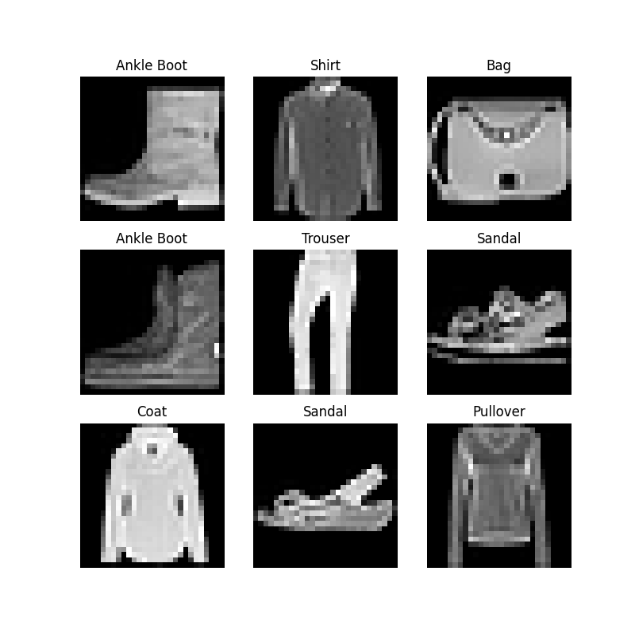 Ankle Boot Shirt Bag
Ankle Boot Trouser Sandal
Coat Sandal Pullover